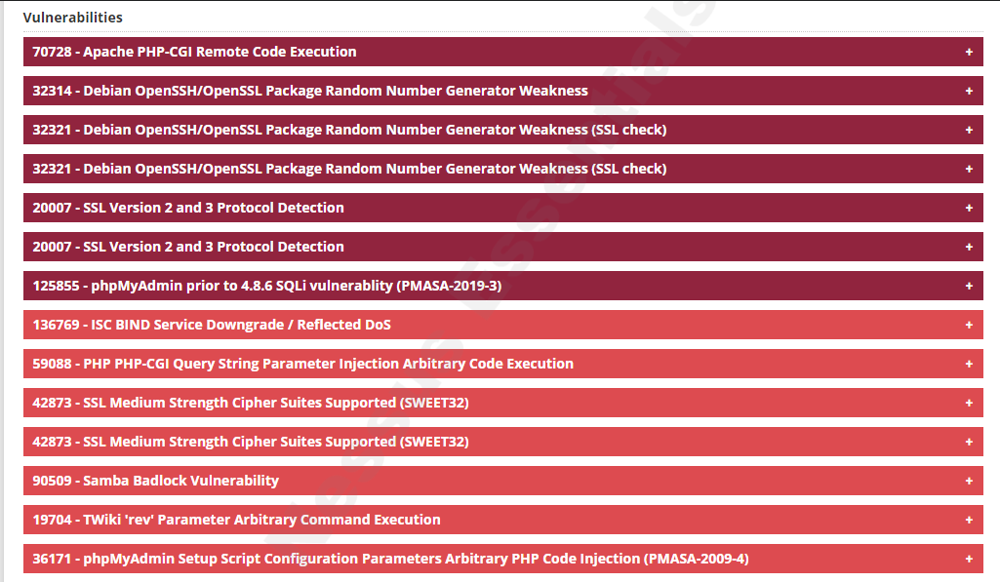 Vulnerabilities
70728 - Apache PHP-CGI Remote Code Execution +
32314 - Debian OpenSSH/OpenSSL Package Random Number Generator Weakness +
32321 - Debian OpenSSH/OpenSSL Package Random Number Generator Weakness (SSL check) +
32321 - Debian OpenSSH/OpenSSL Package Random Number Generator Weakness (SSL check) +
20007 - SSL Version 2 and 3 Protocol Detection +
20007 - SSL Version 2 and 3 Protocol Detection +
125855 - phpMyAdmin prior to 4.8.6 SQLi vulnerablity (PMASA-2019-3) +
136769 - ISC BIND Service Downgrade / Reflected DoS +
59088 - PHP PHP-CGI Query String Parameter Injection Arbitrary Code Execution +
42873 - SSL Medium Strength Cipher Suites Supported (SWEET32) +
42873 - SSL Medium Strength Cipher Suites Supported (SWEET32) +
90509 - Samba Badlock Vulnerability +
19704 - TWiki 'rev' Parameter Arbitrary Command Execution +
36171 - phpMyAdmin Setup Script Configuration Parameters Arbitrary PHP Code Injection (PMASA-2009-4) +
Nessus Essentials